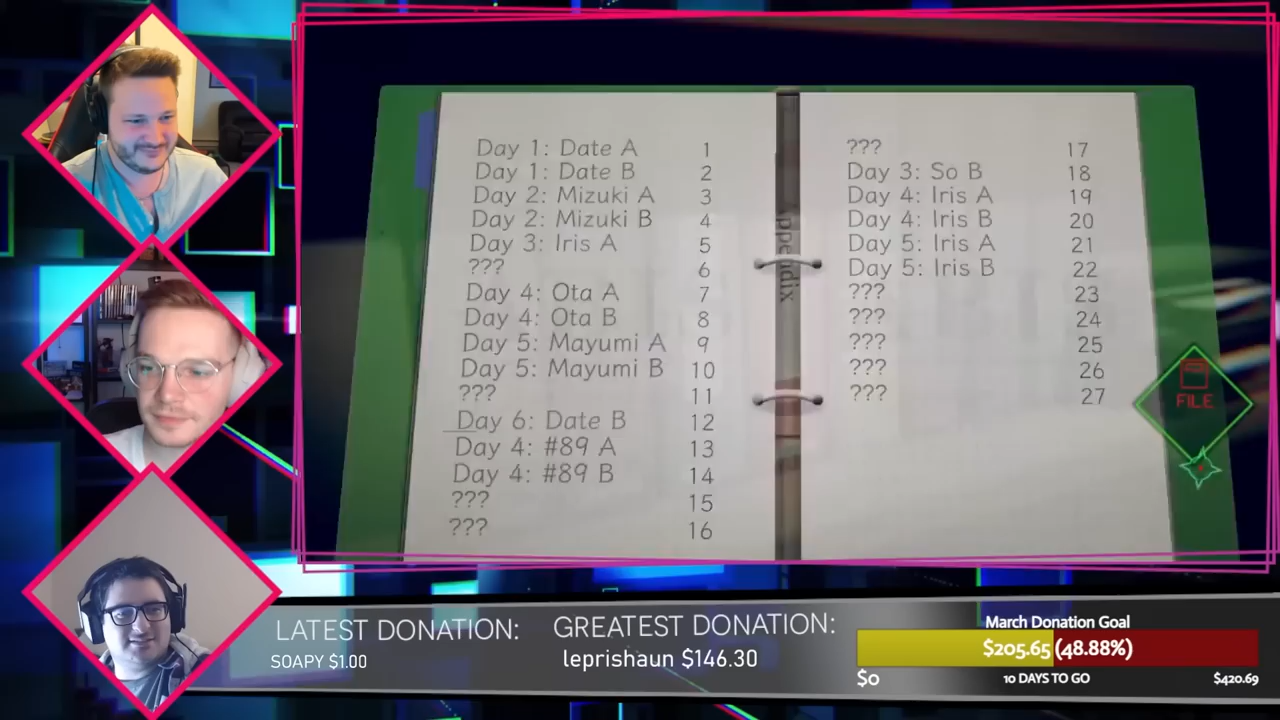 Day 1: Date A 1
Day 1: Date B 2
Day 2: Mizuki A 3
Day 2: Mizuki B 4
Day 3: Iris A 5
??? 6
Day 4: Ota A 7
Day 4: Ota B 8
Day 5: Mayumi A 9
Day 5: Mayumi B 10
??? 11
Day 6: Date B 12
Day 4: #89 A 13
Day 4: #89 B 14
??? 15
??? 16
ppendix
??? 17
Day 3: So B 18
Day 4: Iris A 19
Day 4: Iris B 20
Day 5: Iris A 21
Day 5: Iris B 22
??? 23
??? 24
??? 25
??? 26
??? 27
FILE
LATEST DONATION:
SOAPY $1.00
GREATEST DONATION:
leprishaun $146.30
March Donation Goal
$205.65 (48.88%)
$0 10 DAYS TO GO $420.69